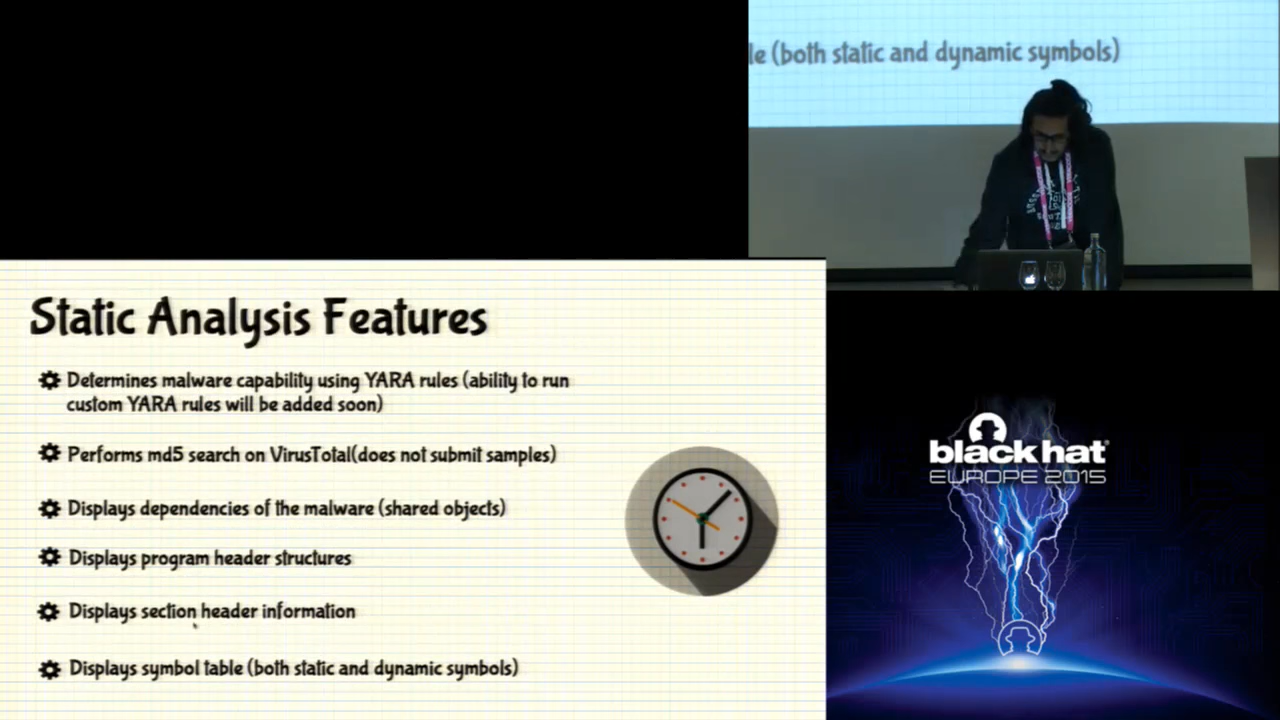 le (both static and dynamic symbols)
Static Analysis Features
Determines malware capability using YARA rules (ability to run
custom YARA rules will be added soon)
Performs md5 search on VirusTotal(does not submit samples)
Displays dependencies of the malware (shared objects)
Displays program header structures
Displays section header information
Displays symbol table (both static and dynamic symbols)
black hat
EUROPE 2015